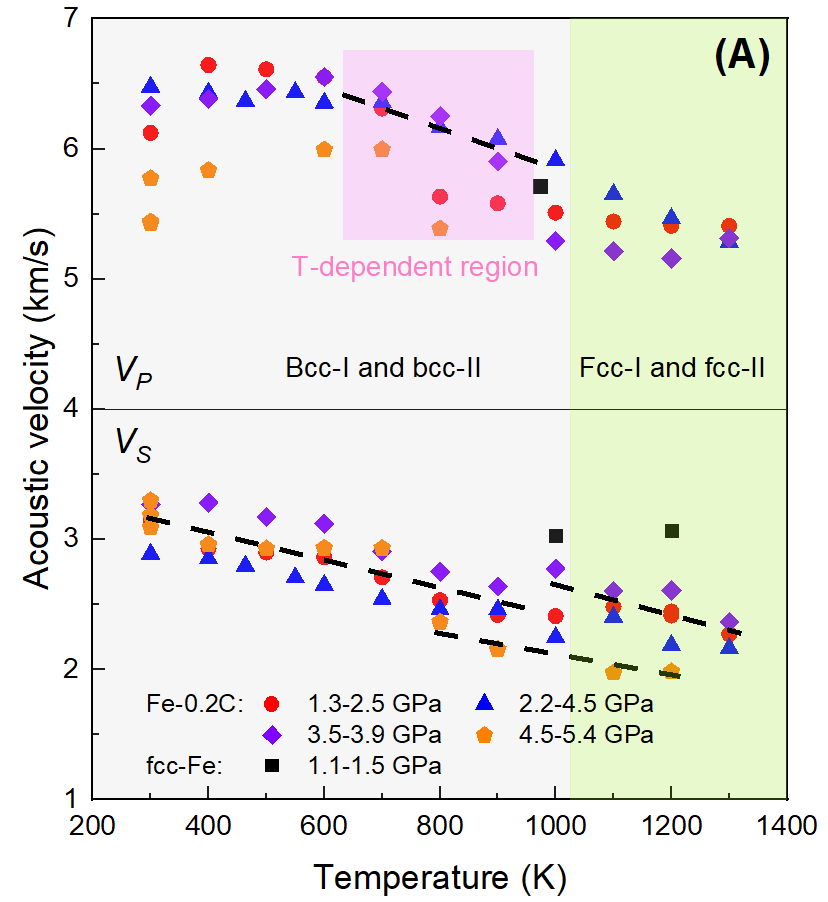 (A)
7
6
5
4
3
2
1
Acoustic velocity (km/s)
T-dependent region
V_P
Bcc-I and bcc-II
Fcc-I and fcc-II
V_S
Fe-0.2C: 1.3-2.5 GPa 2.2-4.5 GPa
3.5-3.9 GPa 4.5-5.4 GPa
fcc-Fe: 1.1-1.5 GPa
200 400 600 800 1000 1200 1400
Temperature (K)